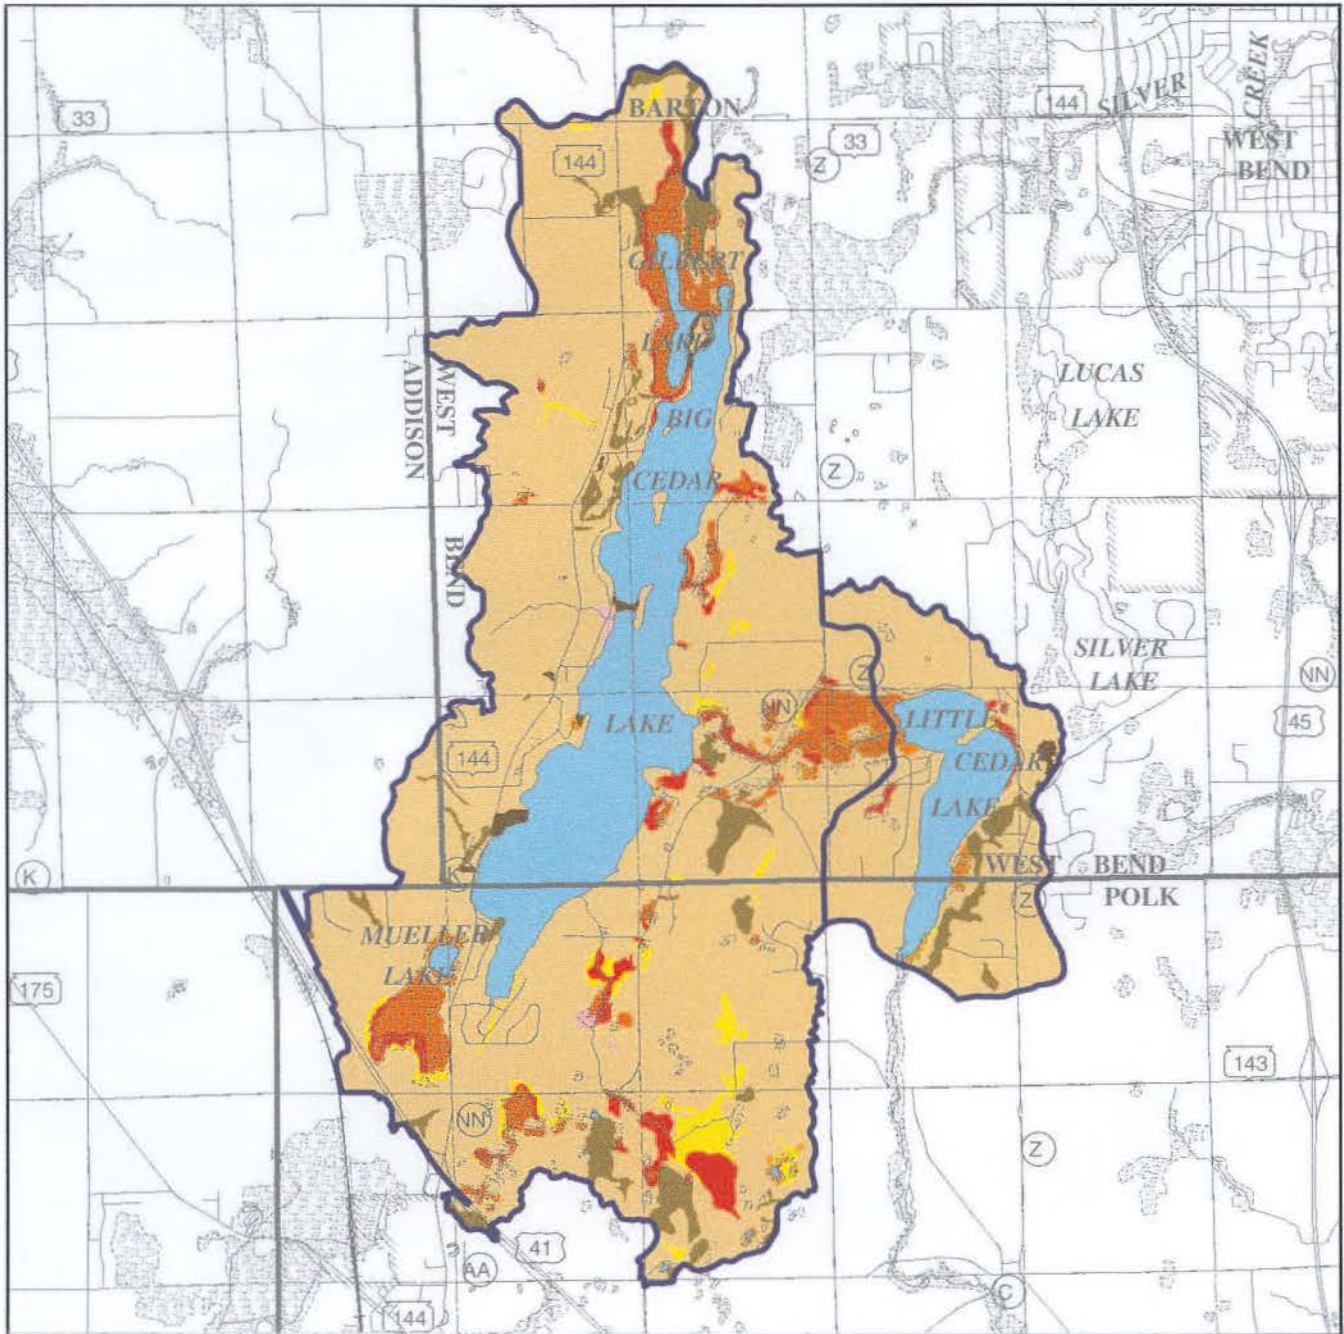 33
BARTON
144
SILVER
CREEK
WEST
BEND
144
33
Z
GILBERT
LAKE
WEST
ADDISON
LUCAS
LAKE
BIG
CEDAR
Z
BEND
SILVER
LAKE
Z
NN
NN
LAKE
LITTLE
45
CEDAR
144
LAKE
K
K
WEST BEND
Z
POLK
MUELLER
LAKE
175
143
NN
Z
41
AA
C
144